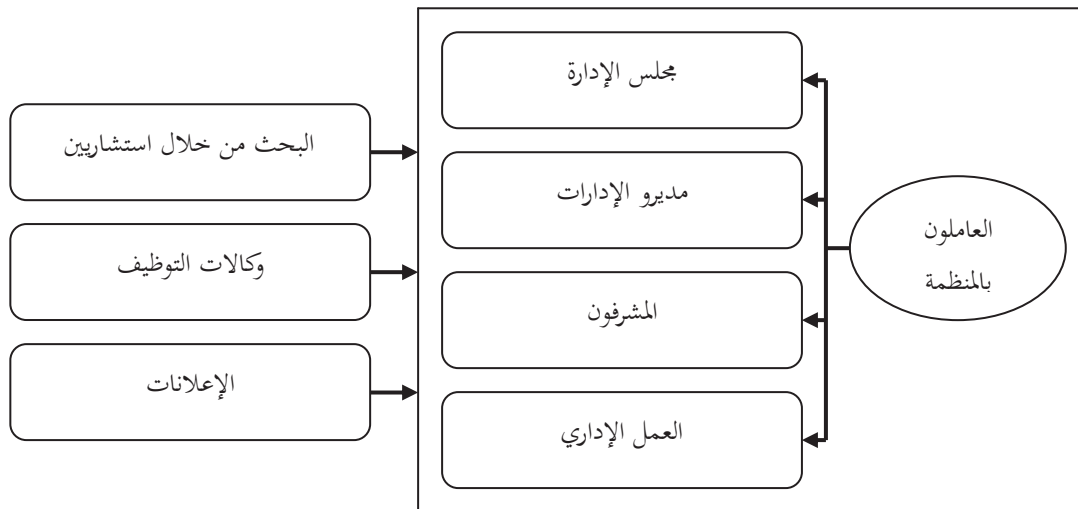 مجلس الإدارة
البحث من خلال استشاريين
مديرو الإدارات
العاملون
بالمنظمة
وكالات التوظيف
المشرفون
الإعلانات
العمل الإداري